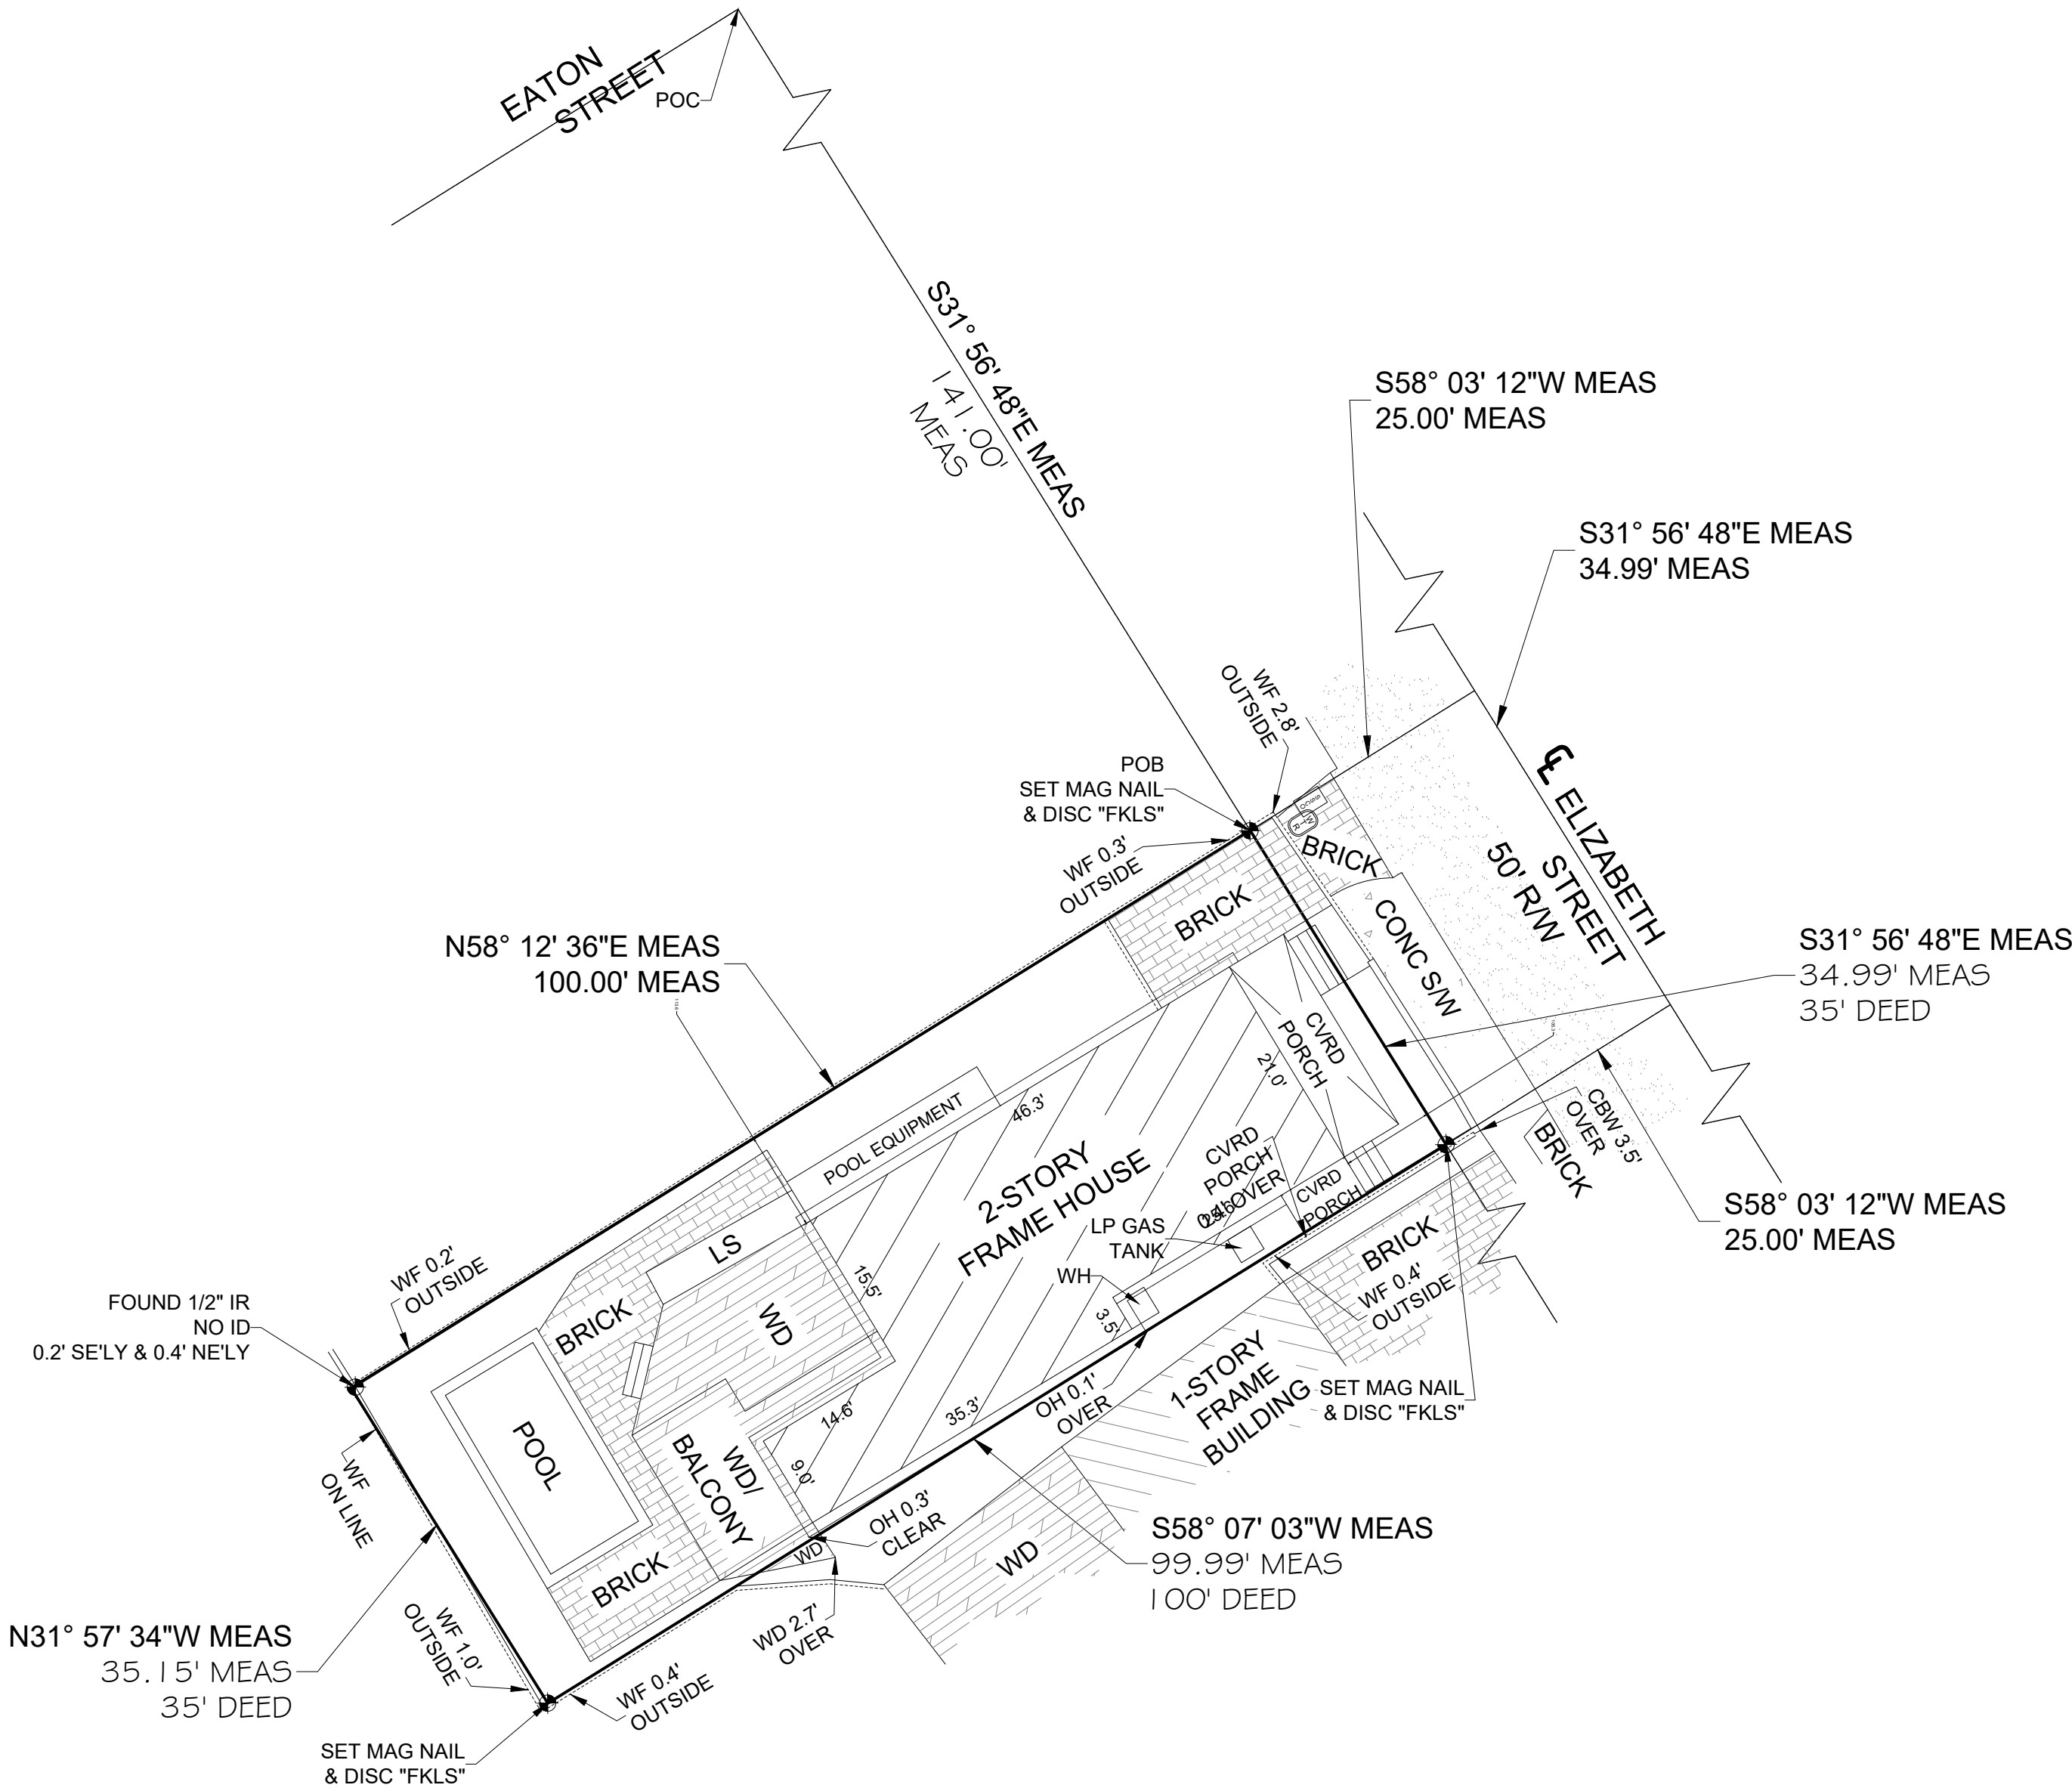 EATON
STREET
POC
S31° 56' 48"E MEAS
141.00'
MEAS
S58° 03' 12"W MEAS
25.00' MEAS
S31° 56' 48"E MEAS
34.99' MEAS
WF 2.8'
OUTSIDE
POB
SET MAG NAIL
& DISC "FKLS"
WF 0.3'
OUTSIDE
BRICK
BRICK
CONC S/W
℄ ELIZABETH
STREET
50' R/W
S31° 56' 48"E MEAS
34.99' MEAS
35' DEED
N58° 12' 36"E MEAS
100.00' MEAS
CVRD
PORCH
21.0'
46.3'
POOL EQUIPMENT
2-STORY
FRAME HOUSE
CVRD
PORCH
0.4' OVER
CVRD
PORCH
CBW 3.5'
OVER
BRICK
S58° 03' 12"W MEAS
25.00' MEAS
LP GAS
TANK
WH
3.5'
BRICK
WF 0.4'
OUTSIDE
LS
15.5'
WD
WF 0.2'
OUTSIDE
FOUND 1/2" IR
NO ID
0.2' SE'LY & 0.4' NE'LY
BRICK
1-STORY
FRAME
BUILDING
SET MAG NAIL
& DISC "FKLS"
OH 0.1'
OVER
35.3'
14.6'
9.0'
POOL
WD/
BALCONY
WF
ON LINE
OH 0.3'
CLEAR
WD
WD
S58° 07' 03"W MEAS
99.99' MEAS
100' DEED
BRICK
WD 2.7'
OVER
N31° 57' 34"W MEAS
35.15' MEAS
35' DEED
WF 1.0'
OUTSIDE
WF 0.4'
OUTSIDE
SET MAG NAIL
& DISC "FKLS"